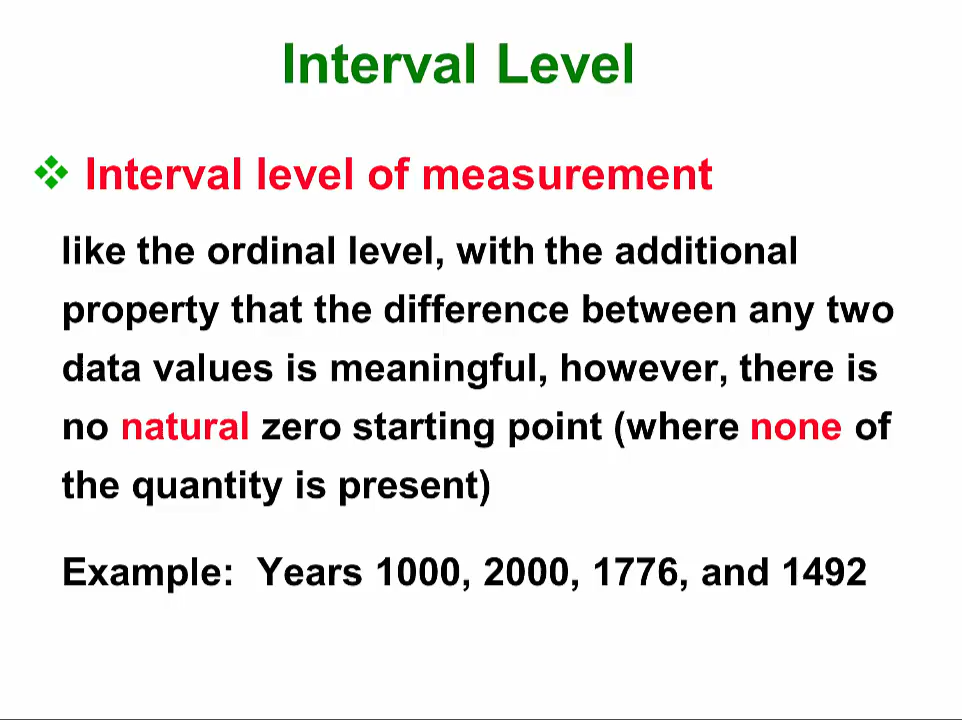 Interval Level
Interval level of measurement
like the ordinal level, with the additional
property that the difference between any two
data values is meaningful, however, there is
no natural zero starting point (where none of
the quantity is present)
Example: Years 1000, 2000, 1776, and 1492